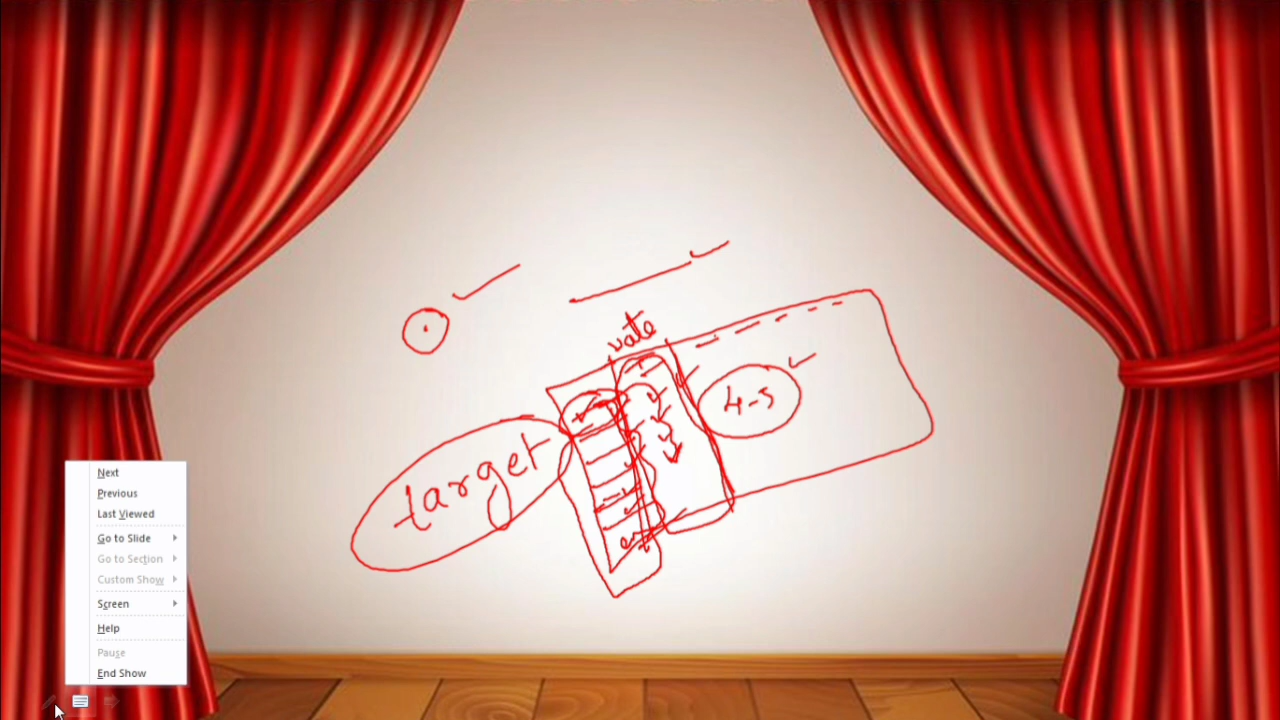 vate
4-5
target
Next
Previous
Last Viewed
Go to Slide
Go to Section
Custom Show
Screen
Help
Pause
End Show